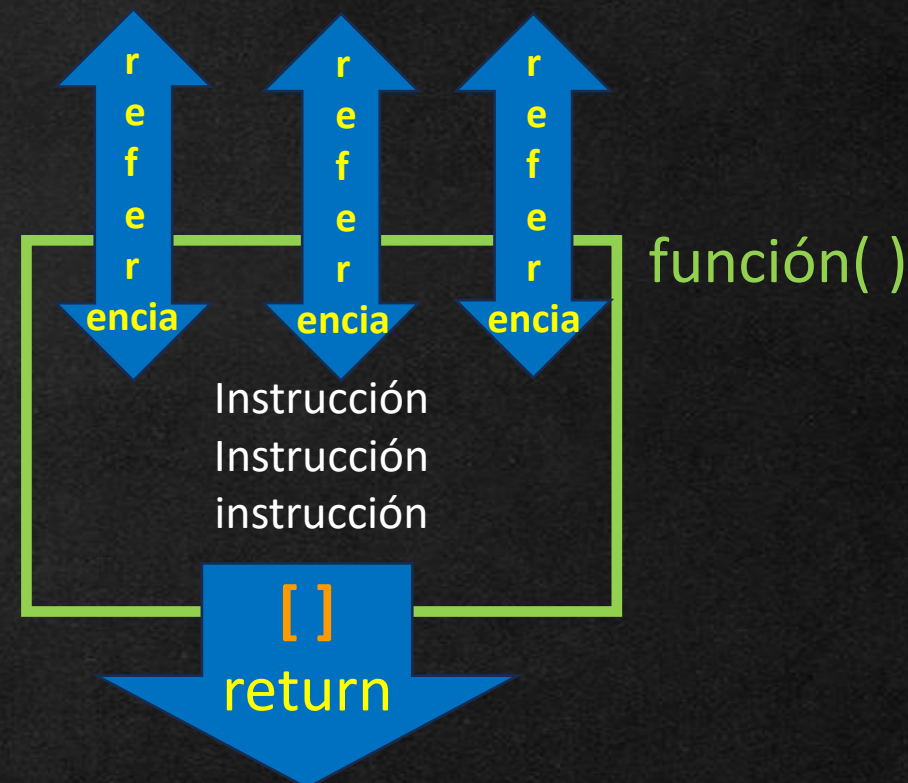 r
e
f
e
r
encia
r
e
f
e
r
encia
r
e
f
e
r
encia
función( )
Instrucción
Instrucción
instrucción
[ ]
return